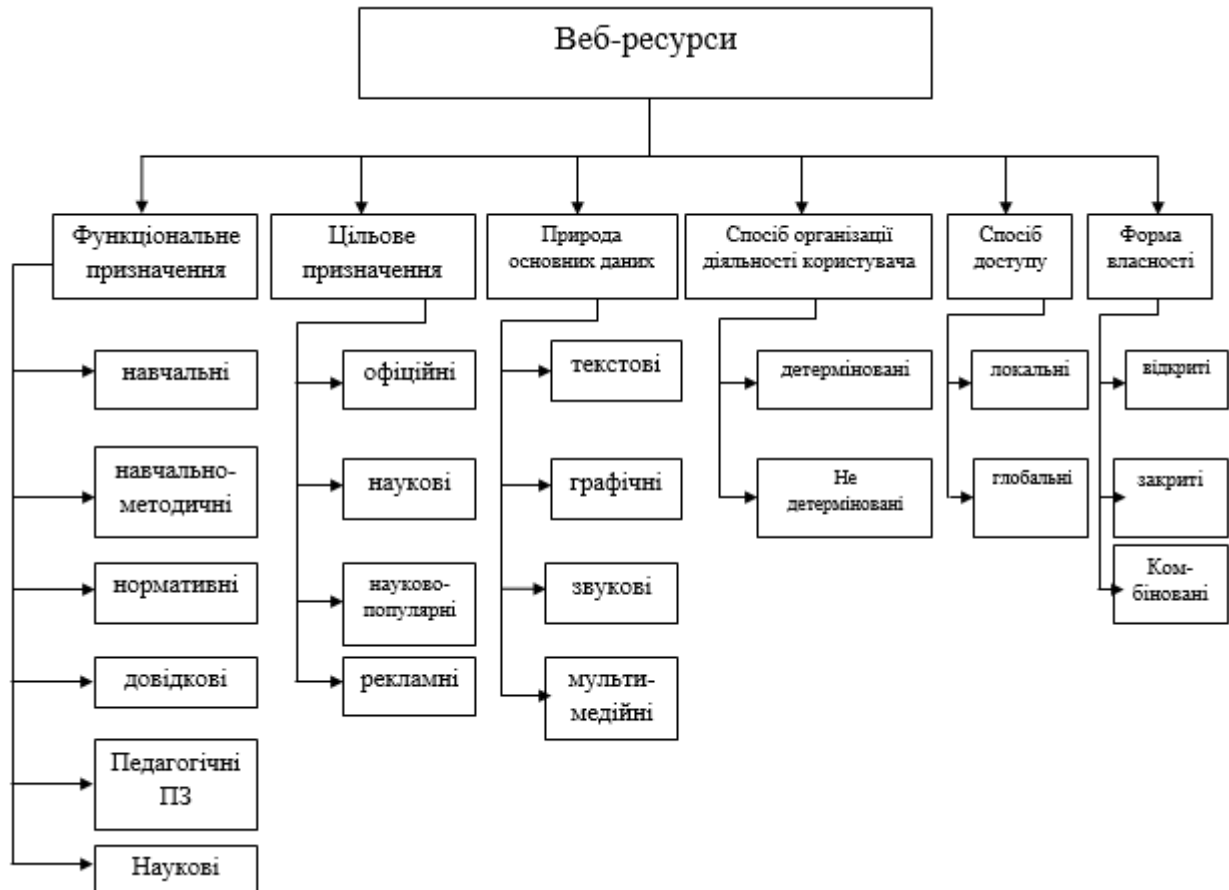 Веб-ресурси
Функціональне
призначення
Цільове
призначення
Природа
основних даних
Спосіб організації
діяльності користувача
Спосіб
доступу
Форма
власності
навчальні
навчально-
методичні
нормативні
довідкові
Педагогічні
ПЗ
Наукові
офіційні
наукові
науково-
популярні
рекламні
текстові
графічні
звукові
мульти-
медійні
детерміновані
Не
детерміновані
локальні
глобальні
відкриті
закриті
Ком-
біновані